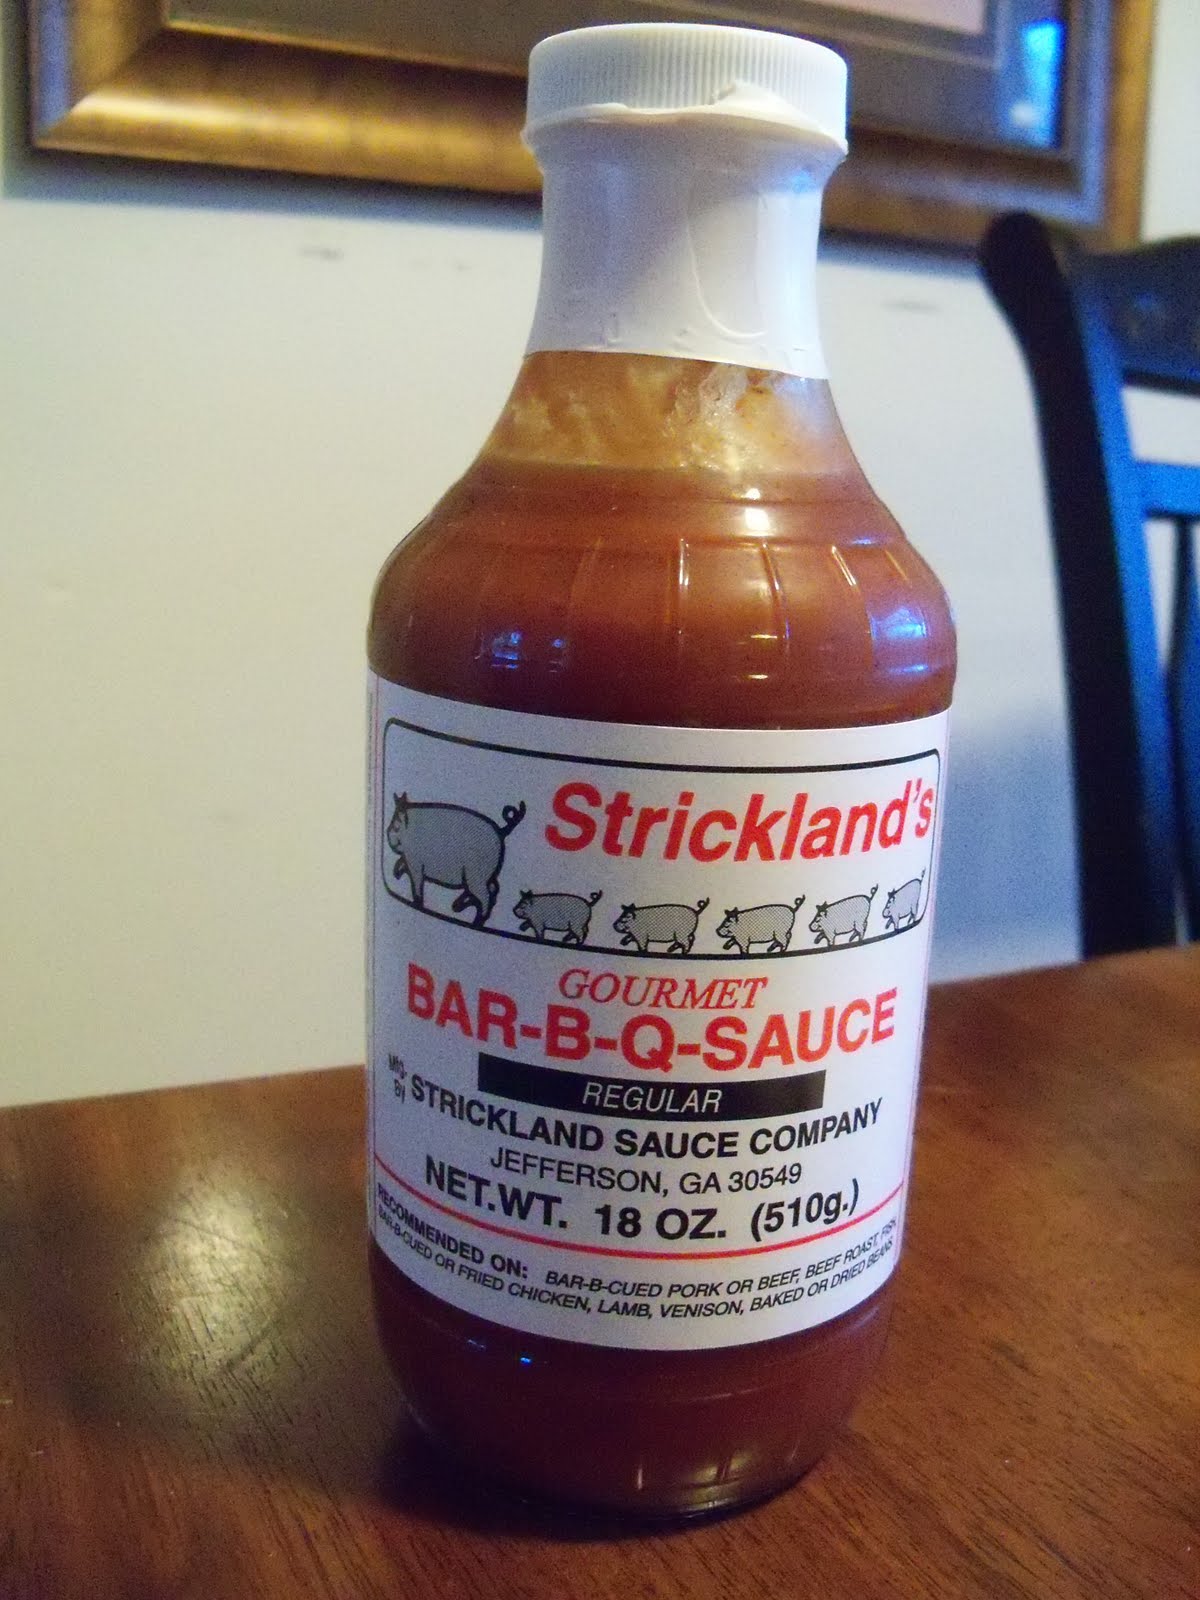 Strickland's
GOURMET
BAR-B-Q-SAUCE
REGULAR
Mfg. By STRICKLAND SAUCE COMPANY
JEFFERSON, GA 30549
NET.WT. 18 OZ. (510g.)
RECOMMENDED ON: BAR-B-CUED PORK OR BEEF, BEEF ROAST, FISH,
BAR-B-CUED OR FRIED CHICKEN, LAMB, VENISON, BAKED OR DRIED BEANS